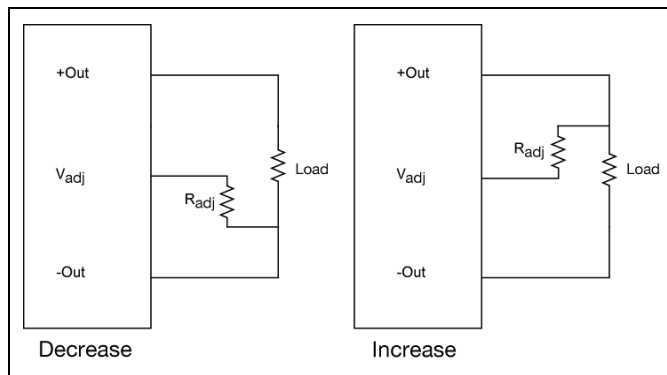 +Out
Vadj
Radj
Load
-Out
Decrease
+Out
Radj
Vadj
Load
-Out
Increase